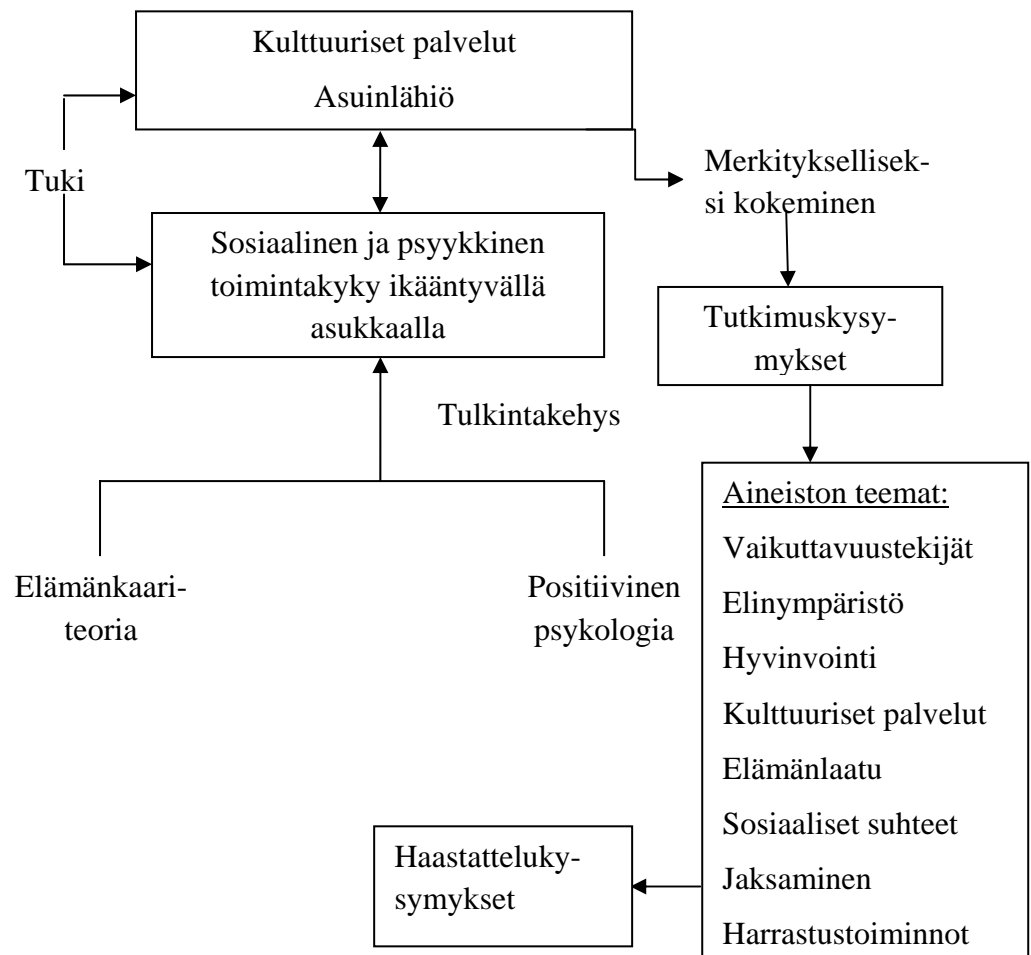 Kulttuuriset palvelut
Asuinlähiö
Tuki
Merkityksellisek-
si kokeminen
Sosiaalinen ja psyykkinen
toimintakyky ikääntyvällä
asukkaalla
Tutkimuskysy-
mykset
Tulkintakehys
Elämänkaari-
teoria
Positiivinen
psykologia
Aineiston teemat:
Vaikuttavuustekijät
Elinympäristö
Hyvinvointi
Kulttuuriset palvelut
Elämänlaatu
Sosiaaliset suhteet
Jaksaminen
Harrastustoiminnot
Haastatteluky-
symykset